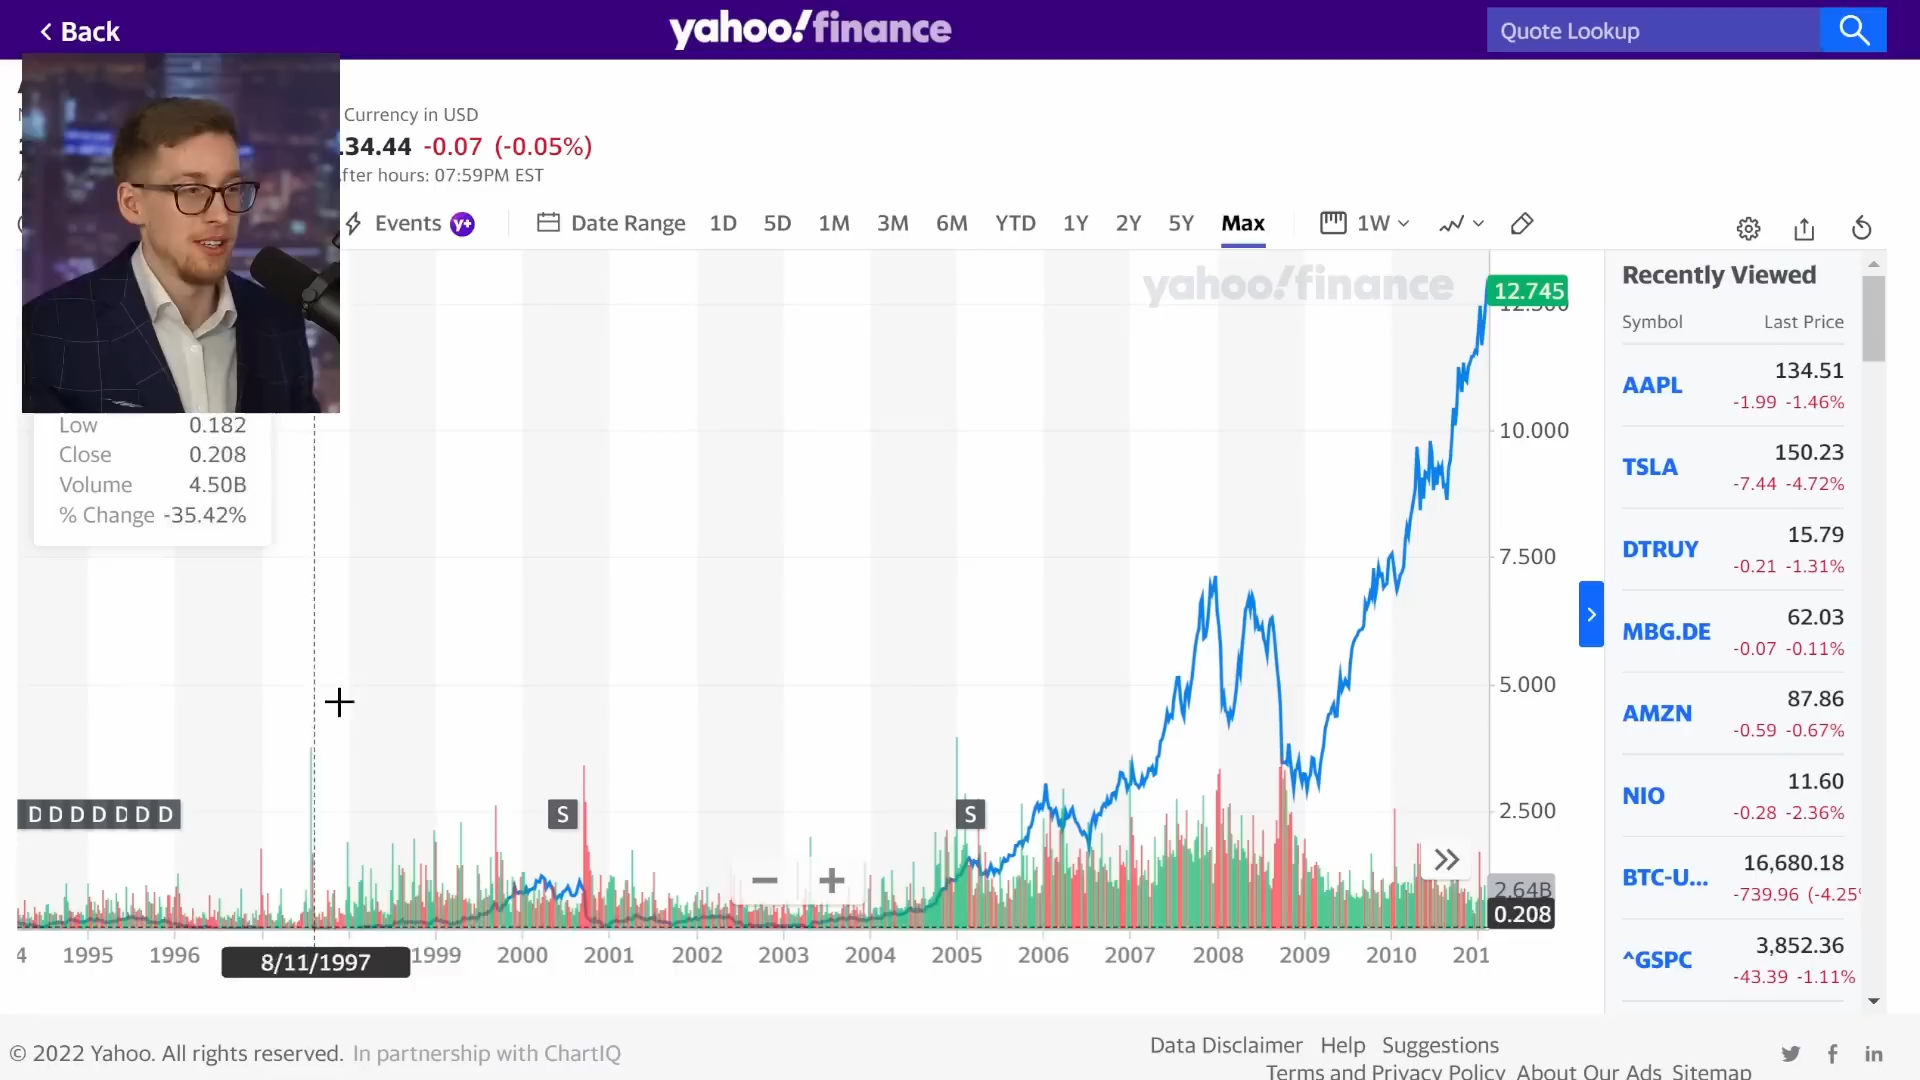 Back
yahoo!finance
Quote Lookup
Currency in USD
34.44 -0.07 (-0.05%)
fter hours: 07:59PM EST
Events y+
Date Range 1D 5D 1M 3M 6M YTD 1Y 2Y 5Y Max 1W
yahoo!finance
12.745
12.500
10.000
7.500
5.000
2.500
2.64B
0.208
Low 0.182
Close 0.208
Volume 4.50B
% Change -35.42%
D D D D D D D
S
S
4 1995 1996 8/11/1997 1999 2000 2001 2002 2003 2004 2005 2006 2007 2008 2009 2010 201
Recently Viewed
Symbol Last Price
AAPL 134.51
-1.99 -1.46%
TSLA 150.23
-7.44 -4.72%
DTRUY 15.79
-0.21 -1.31%
MBG.DE 62.03
-0.07 -0.11%
AMZN 87.86
-0.59 -0.67%
NIO 11.60
-0.28 -2.36%
BTC-U... 16,680.18
-739.96 (-4.25%
^GSPC 3,852.36
-43.39 -1.11%
© 2022 Yahoo. All rights reserved. In partnership with ChartIQ
Data Disclaimer Help Suggestions
Terms and Privacy Policy About Our Ads Sitemap